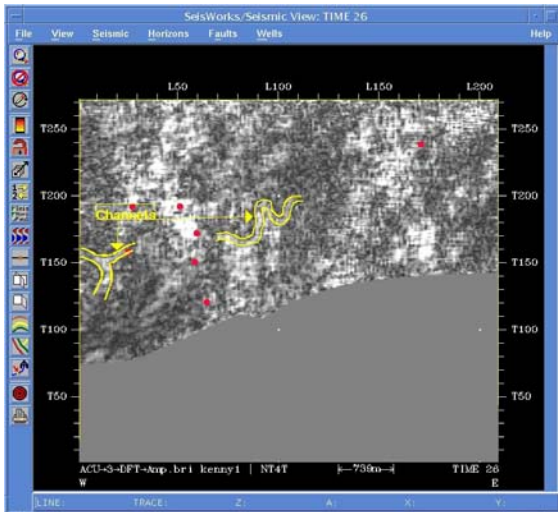 SeisWorks/Seismic View: TIME 26
File View Seismic Horizons Faults Wells Help
L50 L100 L150 L200
T250 T250
T200 T200
Channels
T150 T150
T100 T100
T50 T50
ACU→3→DFT→Amp.bri kenny1 | NT4T |←739m→| TIME 26
W E
LINE: TRACE: Z: A: X: Y: